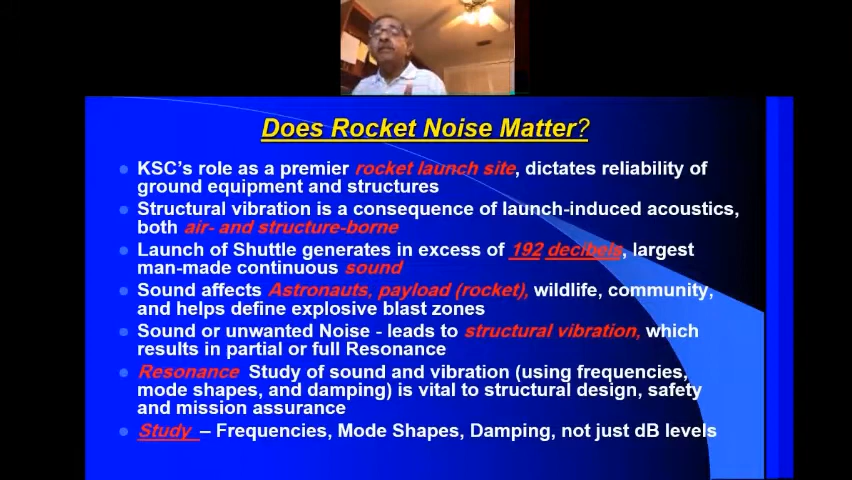 Does Rocket Noise Matter?
KSC's role as a premier rocket launch site, dictates reliability of
ground equipment and structures
Structural vibration is a consequence of launch-induced acoustics,
both air- and structure-borne
Launch of Shuttle generates in excess of 192 decibels, largest
man-made continuous sound
Sound affects Astronauts, payload (rocket), wildlife, community,
and helps define explosive blast zones
Sound or unwanted Noise - leads to structural vibration, which
results in partial or full Resonance
Resonance Study of sound and vibration (using frequencies,
mode shapes, and damping) is vital to structural design, safety
and mission assurance
Study – Frequencies, Mode Shapes, Damping, not just dB levels